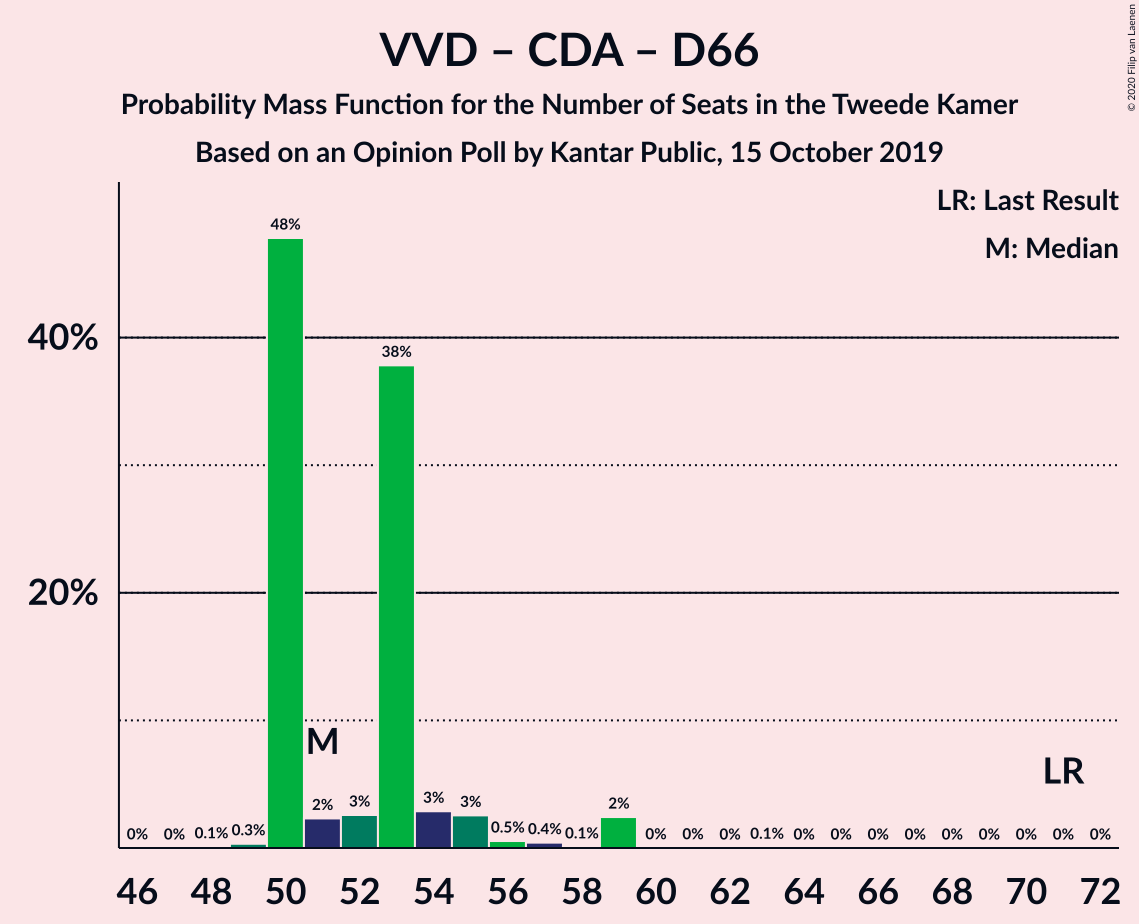 VVD – CDA – D66
Probability Mass Function for the Number of Seats in the Tweede Kamer
Based on an Opinion Poll by Kantar Public, 15 October 2019
© 2020 Filip van Laenen
LR: Last Result
M: Median
40%
20%
0% 0% 0.1% 0.3% 48% 2% 3% 38% 3% 3% 0.5% 0.4% 0.1% 2% 0% 0% 0% 0.1% 0% 0% 0% 0% 0% 0% 0% 0% 0%
M
LR
46 48 50 52 54 56 58 60 62 64 66 68 70 72